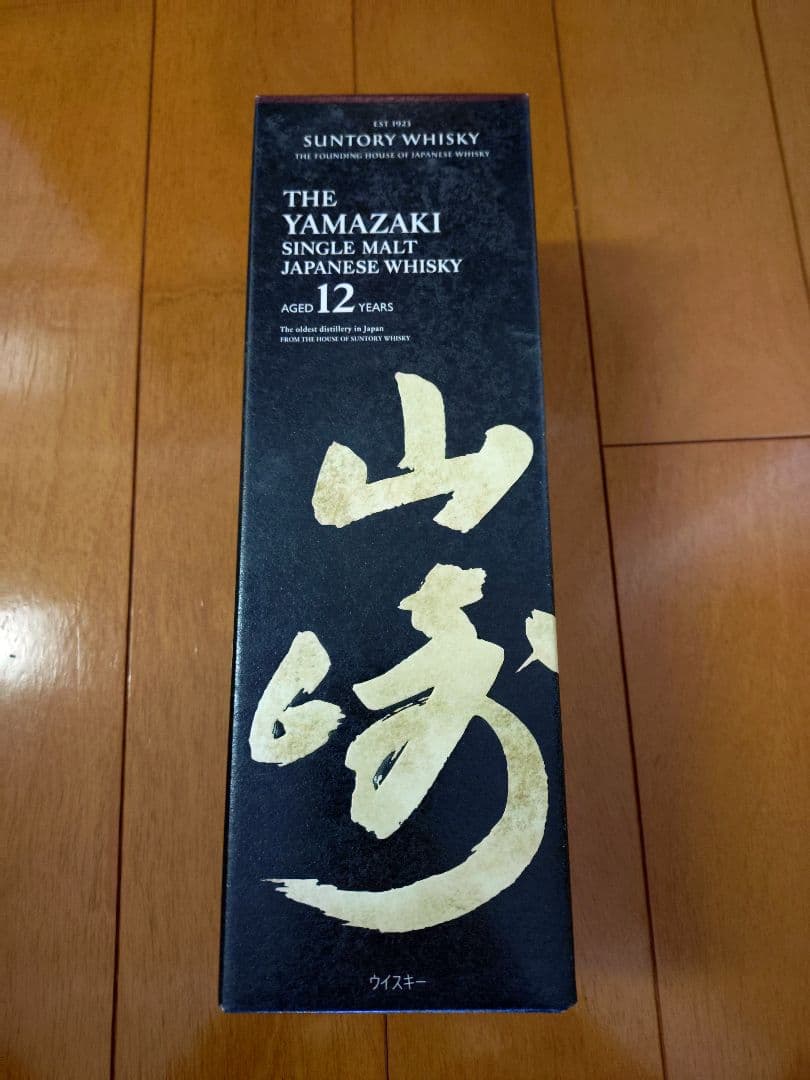 EST. 1923
SUNTORY WHISKY
THE FOUNDING HOUSE OF JAPANESE WHISKY
THE
YAMAZAKI
SINGLE MALT
JAPANESE WHISKY
AGED 12 YEARS
The oldest distillery in Japan
FROM THE HOUSE OF SUNTORY WHISKY
山
崎
ウイスキー